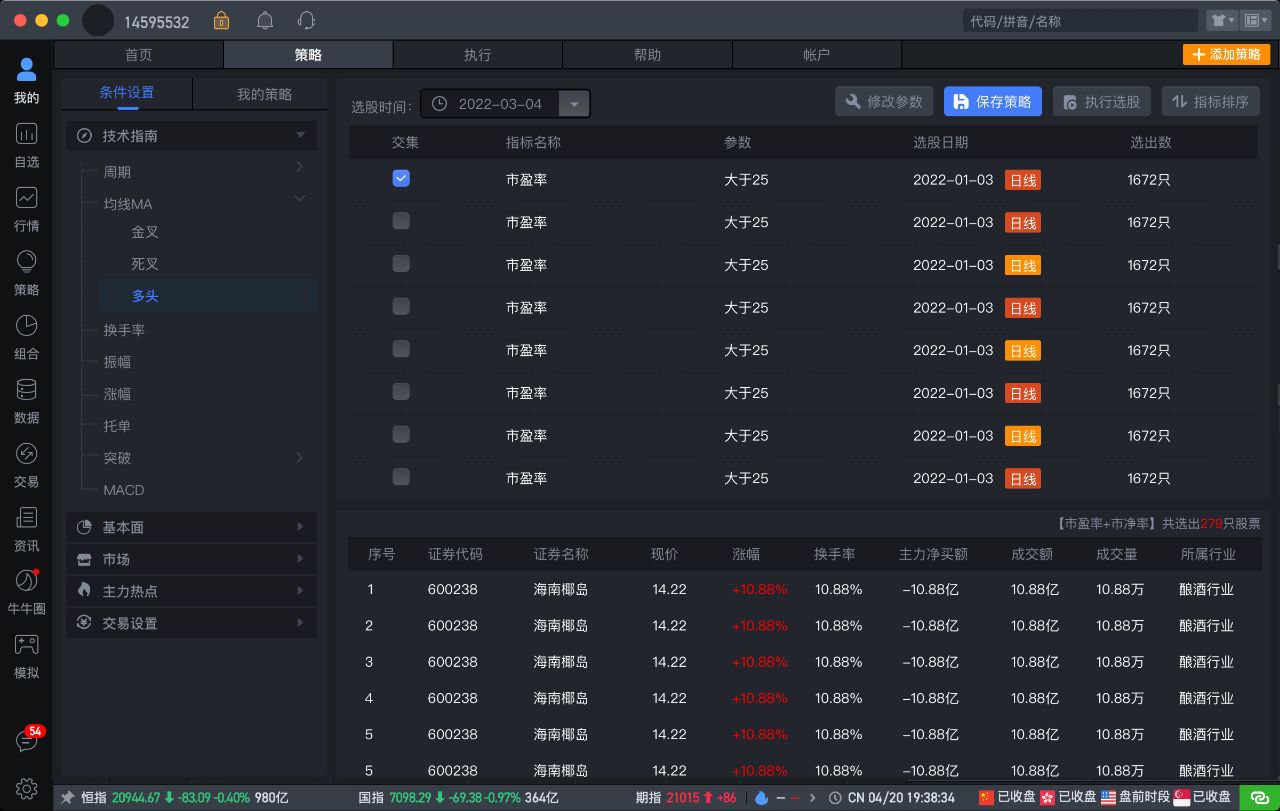 14595532
代码/拼音/名称
首页 策略 执行 帮助 帐户
添加策略
我的
自选
行情
策略
组合
数据
交易
资讯
牛牛圈
模拟
54
条件设置 我的策略
技术指南
周期
均线MA
金叉
死叉
多头
换手率
振幅
涨幅
托单
突破
MACD
基本面
市场
主力热点
交易设置
选股时间: 2022-03-04
修改参数 保存策略 执行选股 指标排序
交集 指标名称 参数 选股日期 选出数
市盈率 大于25 2022-01-03 日线 1672只
市盈率 大于25 2022-01-03 日线 1672只
市盈率 大于25 2022-01-03 日线 1672只
市盈率 大于25 2022-01-03 日线 1672只
市盈率 大于25 2022-01-03 日线 1672只
市盈率 大于25 2022-01-03 日线 1672只
市盈率 大于25 2022-01-03 日线 1672只
市盈率 大于25 2022-01-03 日线 1672只
【市盈率+市净率】共选出279只股票
序号 证券代码 证券名称 现价 涨幅 换手率 主力净买额 成交额 成交量 所属行业
1 600238 海南椰岛 14.22 +10.88% 10.88% -10.88亿 10.88亿 10.88万 酿酒行业
2 600238 海南椰岛 14.22 +10.88% 10.88% -10.88亿 10.88亿 10.88万 酿酒行业
3 600238 海南椰岛 14.22 +10.88% 10.88% -10.88亿 10.88亿 10.88万 酿酒行业
4 600238 海南椰岛 14.22 +10.88% 10.88% -10.88亿 10.88亿 10.88万 酿酒行业
5 600238 海南椰岛 14.22 +10.88% 10.88% -10.88亿 10.88亿 10.88万 酿酒行业
5 600238 海南椰岛 14.22 +10.88% 10.88% -10.88亿 10.88亿 10.88万 酿酒行业
恒指 20944.67 -83.09 -0.40% 980亿 国指 7098.29 -69.38 -0.97% 364亿 期指 21015 +86 -- -- CN 04/20 19:38:34 已收盘 已收盘 盘前时段 已收盘